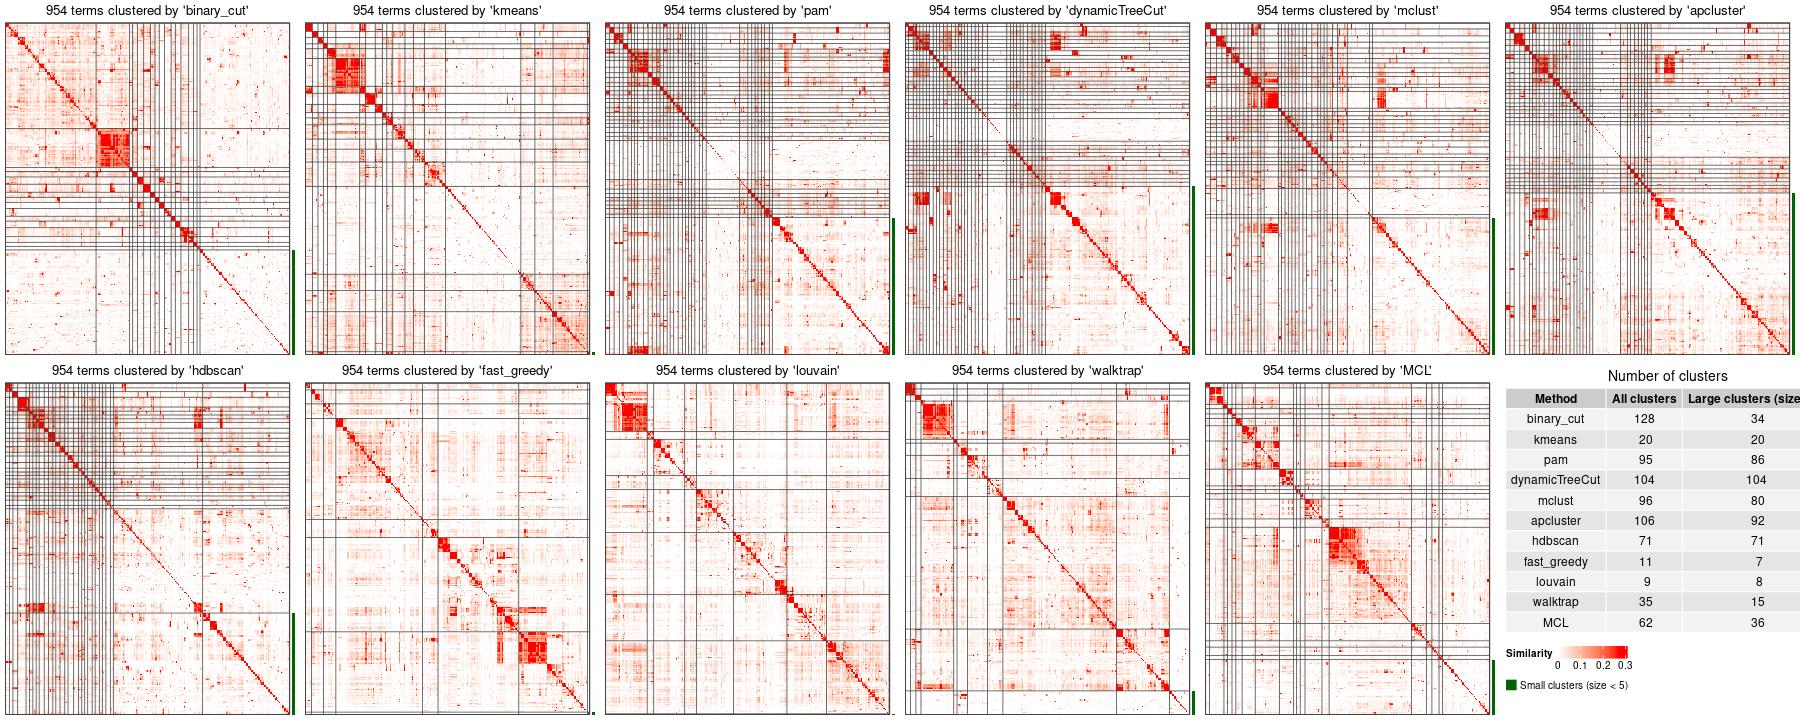 954 terms clustered by 'binary_cut'
954 terms clustered by 'kmeans'
954 terms clustered by 'pam'
954 terms clustered by 'dynamicTreeCut'
954 terms clustered by 'mclust'
954 terms clustered by 'apcluster'
954 terms clustered by 'hdbscan'
954 terms clustered by 'fast_greedy'
954 terms clustered by 'louvain'
954 terms clustered by 'walktrap'
954 terms clustered by 'MCL'
Number of clusters
Method All clusters Large clusters (size
binary_cut 128 34
kmeans 20 20
pam 95 86
dynamicTreeCut 104 104
mclust 96 80
apcluster 106 92
hdbscan 71 71
fast_greedy 11 7
louvain 9 8
walktrap 35 15
MCL 62 36
Similarity
0 0.1 0.2 0.3
Small clusters (size < 5)